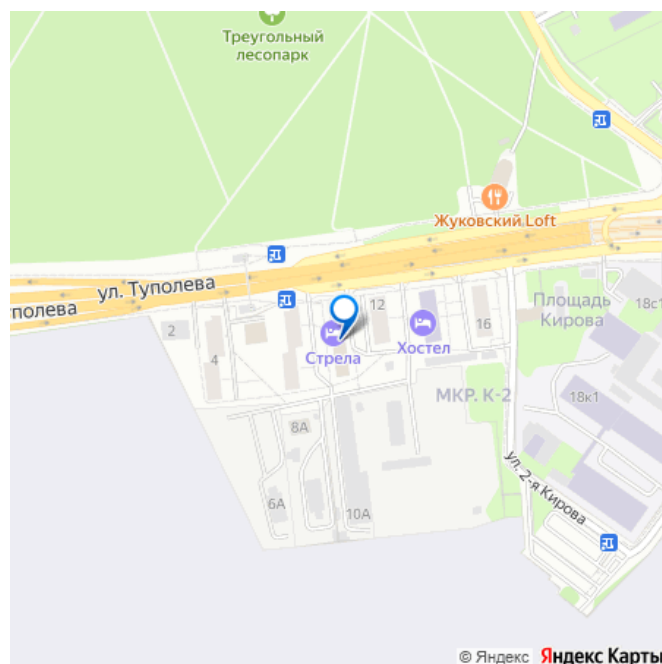 Треугольный
лесопарк
Жуковский Loft
ул. Туполева
уполева
2
4
12
16
Стрела
Хостел
Площадь
Кирова
18с1
18к1
МКР. К-2
8А
6А
10А
ул. 2-я Кирова
© Яндекс Яндекс Карты